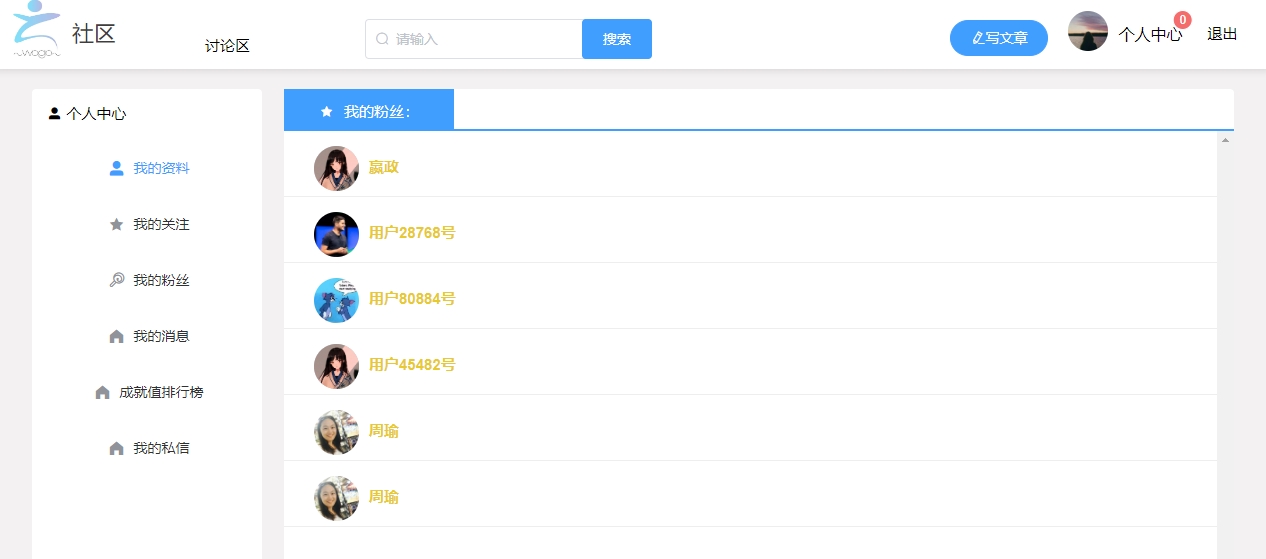 社区
~wogo~
讨论区
请输入
搜索
写文章
个人中心
0
退出
个人中心
我的资料
我的关注
我的粉丝
我的消息
成就值排行榜
我的私信
我的粉丝：
嬴政
用户28768号
用户80884号
用户45482号
周瑜
周瑜